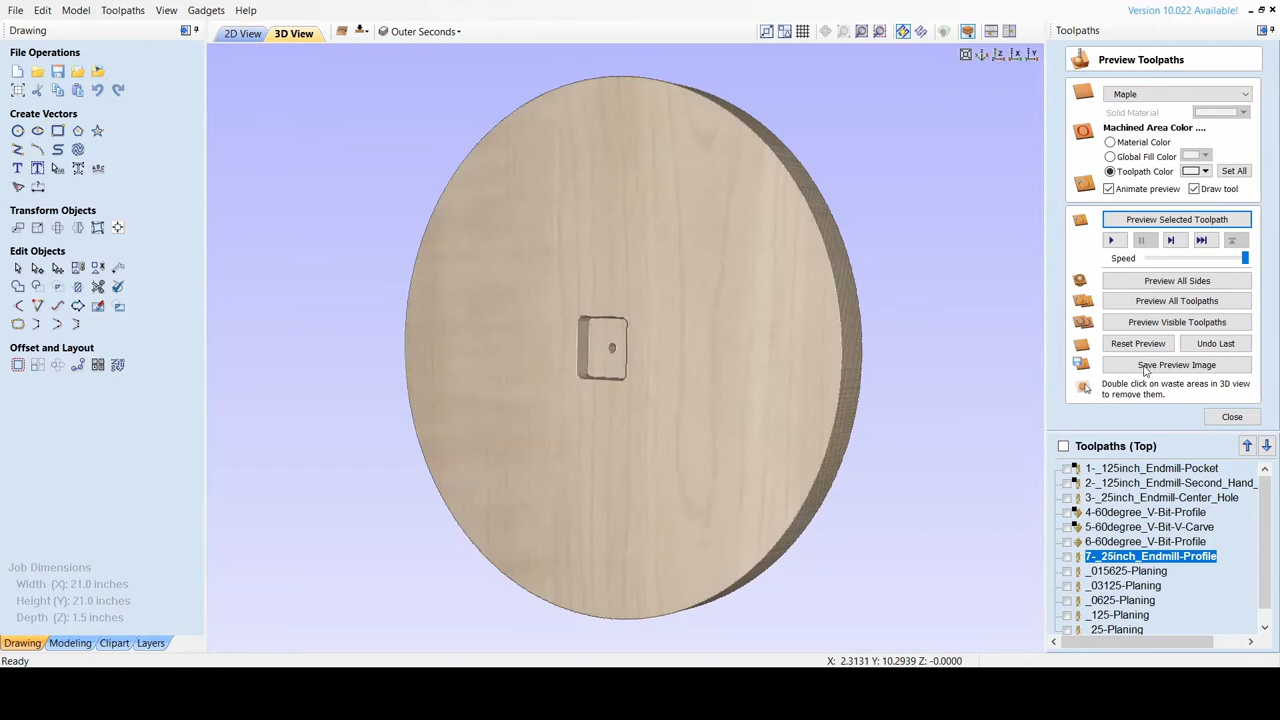 File Edit Model Toolpaths View Gadgets Help
Version 10.022 Available!
Drawing
2D View 3D View
Outer Seconds
Toolpaths
File Operations
Create Vectors
Transform Objects
Edit Objects
Offset and Layout
Job Dimensions
Width (X): 21.0 inches
Height (Y): 21.0 inches
Depth (Z): 1.5 inches
Drawing Modeling Clipart Layers
Ready
X: 2.3131 Y: 10.2939 Z: -0.0000
Preview Toolpaths
Maple
Solid Material
Machined Area Color ....
Material Color
Global Fill Color
Toolpath Color
Set All
Animate preview Draw tool
Preview Selected Toolpath
Speed
Preview All Sides
Preview All Toolpaths
Preview Visible Toolpaths
Reset Preview Undo Last
Save Preview Image
Double click on waste areas in 3D view
to remove them.
Close
Toolpaths (Top)
1-_125inch_Endmill-Pocket
2-_125inch_Endmill-Second_Hand_
3-_25inch_Endmill-Center_Hole
4-60degree_V-Bit-Profile
5-60degree_V-Bit-V-Carve
6-60degree_V-Bit-Profile
7-_25inch_Endmill-Profile
_015625-Planing
_03125-Planing
_0625-Planing
_125-Planing
_25-Planing